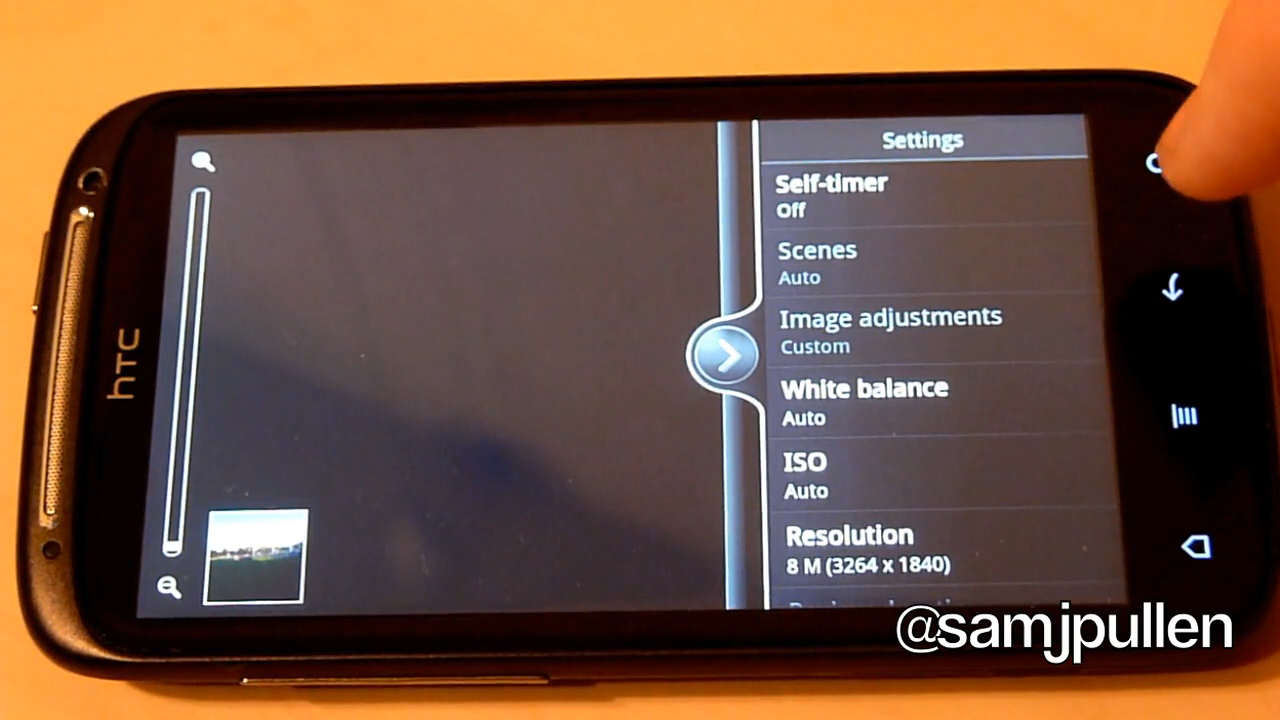 hTC
Settings
Self-timer
Off
Scenes
Auto
Image adjustments
Custom
White balance
Auto
ISO
Auto
Resolution
8 M (3264 x 1840)
@samjpullen